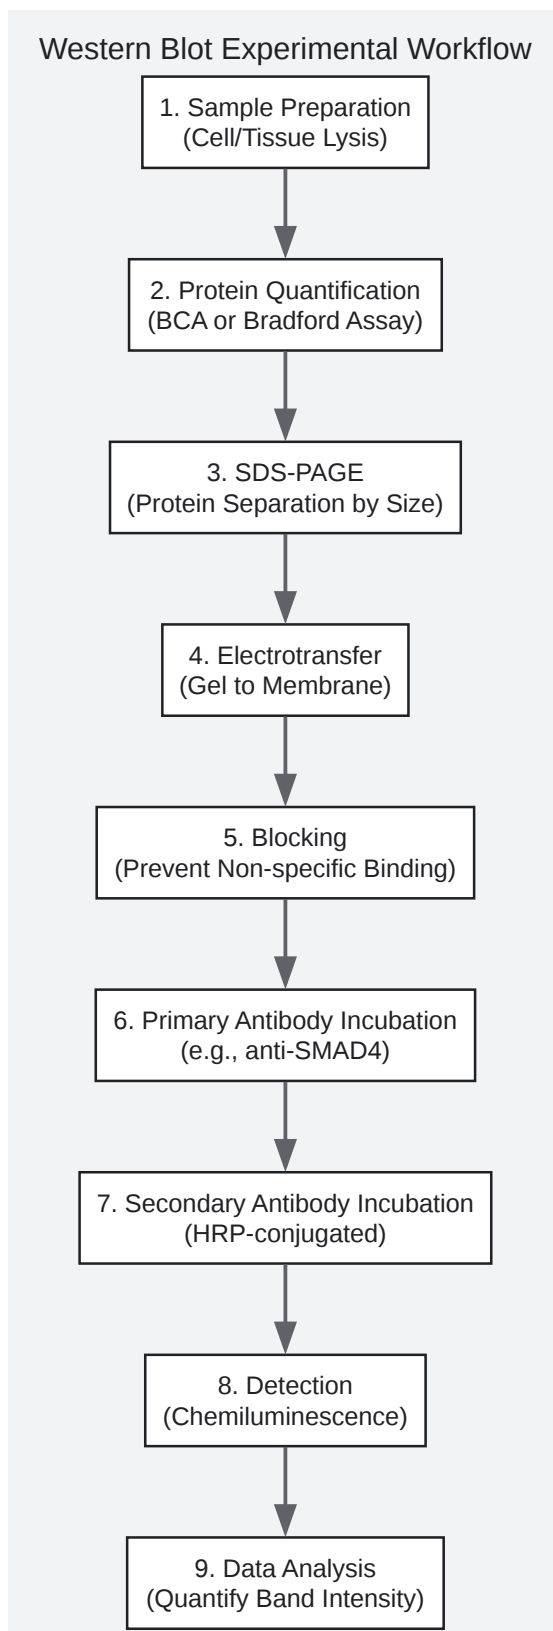 Western Blot Experimental Workflow
1. Sample Preparation
(Cell/Tissue Lysis)
2. Protein Quantification
(BCA or Bradford Assay)
3. SDS-PAGE
(Protein Separation by Size)
4. Electrotransfer
(Gel to Membrane)
5. Blocking
(Prevent Non-specific Binding)
6. Primary Antibody Incubation
(e.g., anti-SMAD4)
7. Secondary Antibody Incubation
(HRP-conjugated)
8. Detection
(Chemiluminescence)
9. Data Analysis
(Quantify Band Intensity)